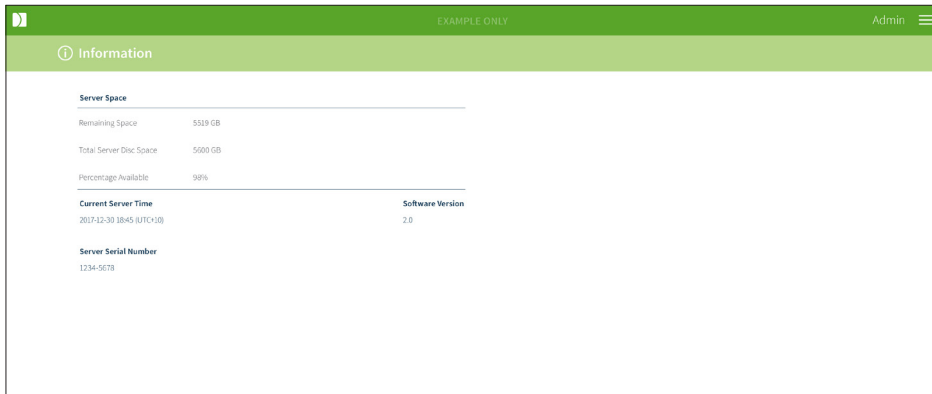 EXAMPLE ONLY
Admin
Information
Server Space
Remaining Space 5519 GB
Total Server Disc Space 5600 GB
Percentage Available 98%
Current Server Time Software Version
2017-12-30 18:45 (UTC+10) 2.0
Server Serial Number
1234-5678